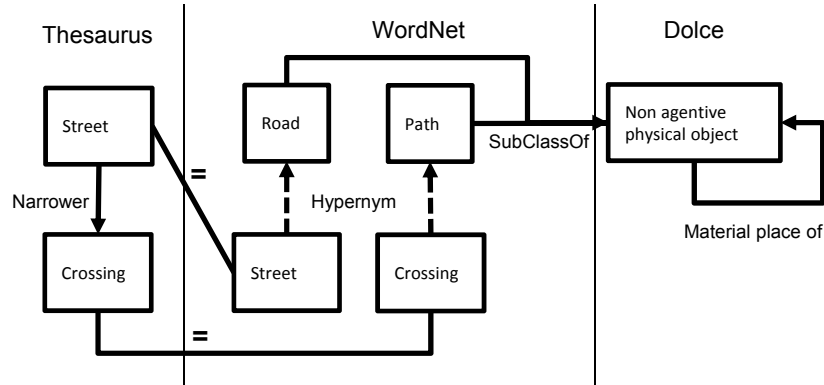 Thesaurus
WordNet
Dolce
Street
Road
Path
Non agentive
physical object
SubClassOf
=
Narrower
Hypernym
Material place of
Crossing
Street
Crossing
=